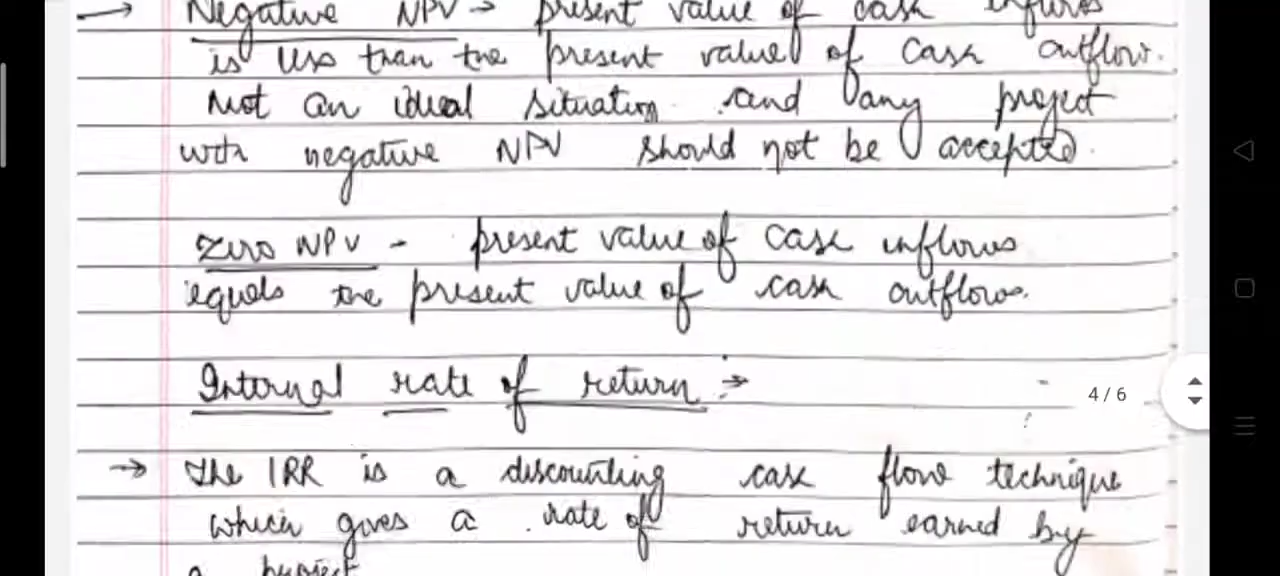 → Negative NPV → present value of cash inflows
is less than the present value of cash outflow.
Not an ideal situation and any project
with negative NPV should not be accepted.
Zero NPV - present value of cash inflows
equals the present value of cash outflows.
Internal rate of return :→
4 / 6
→ The IRR is a discounting cash flow technique
which gives a rate of return earned by
a project